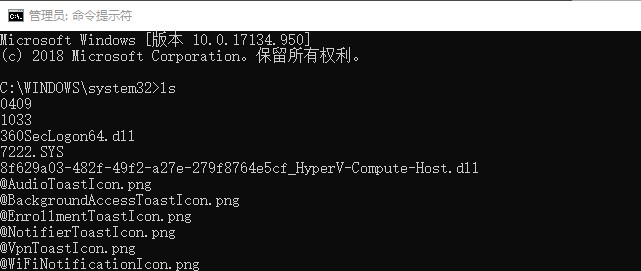 管理员: 命令提示符
Microsoft Windows [版本 10.0.17134.950]
(c) 2018 Microsoft Corporation。保留所有权利。
C:\WINDOWS\system32>ls
0409
1033
360SecLogon64.dll
7222.SYS
8f629a03-482f-49f2-a27e-279f8764e5cf_HyperV-Compute-Host.dll
@AudioToastIcon.png
@BackgroundAccessToastIcon.png
@EnrollmentToastIcon.png
@NotifierToastIcon.png
@VpnToastIcon.png
@WiFiNotificationIcon.png